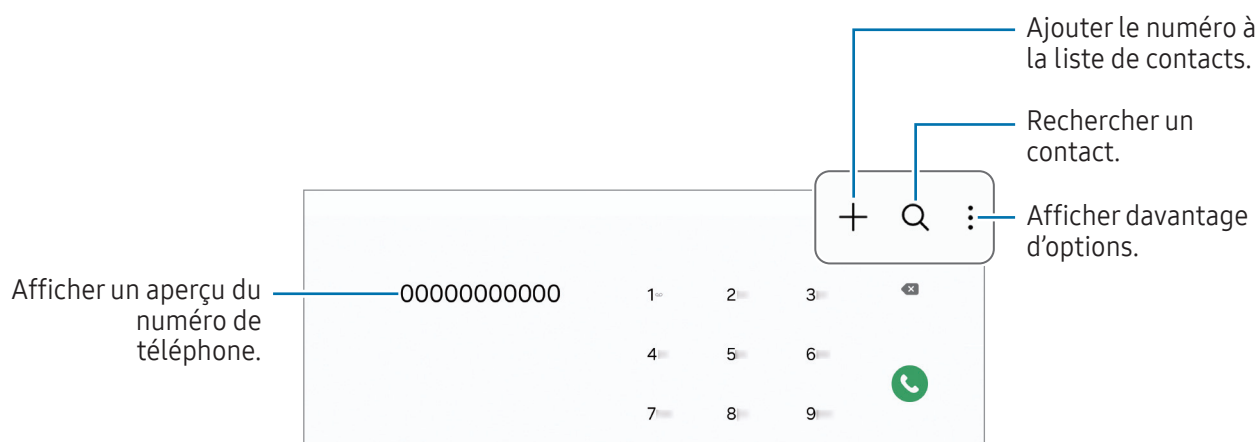 Ajouter le numéro à
la liste de contacts.
Rechercher un
contact.
Afficher davantage
d'options.
Afficher un aperçu du
numéro de
téléphone.
00000000000
1 2 3
4 5 6
7 8 9